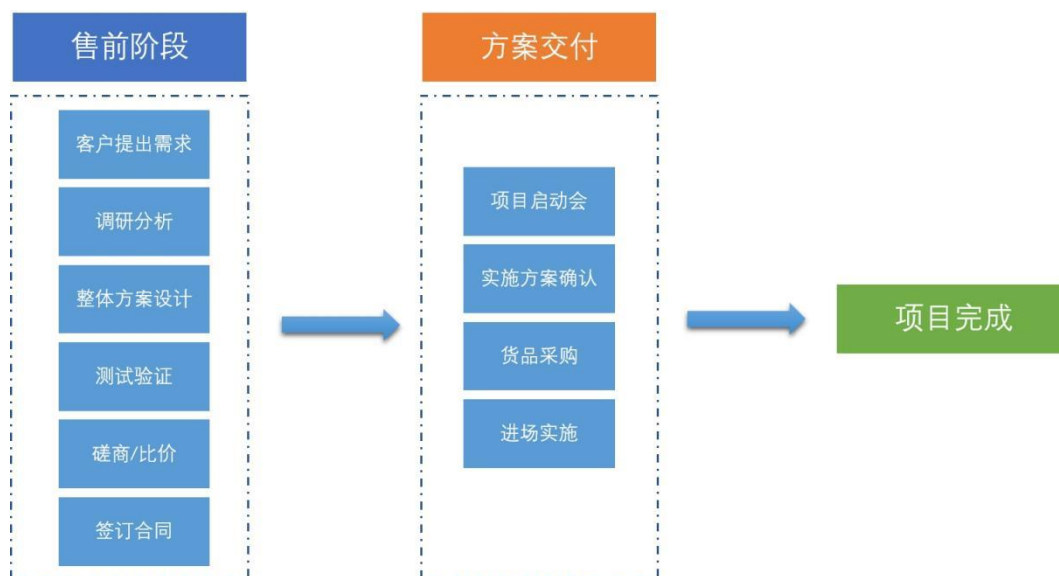 售前阶段
客户提出需求
调研分析
整体方案设计
测试验证
磋商/比价
签订合同
方案交付
项目启动会
实施方案确认
货品采购
进场实施
项目完成